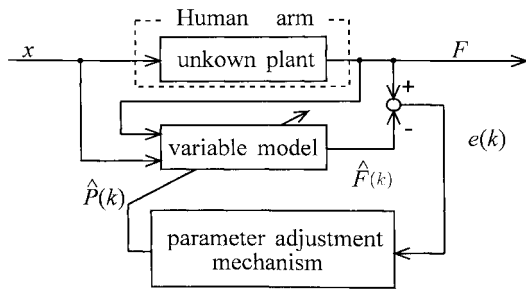 Human arm
x
unkown plant
F
+
-
variable model
e(k)
F̂(k)
P̂(k)
parameter adjustment
mechanism